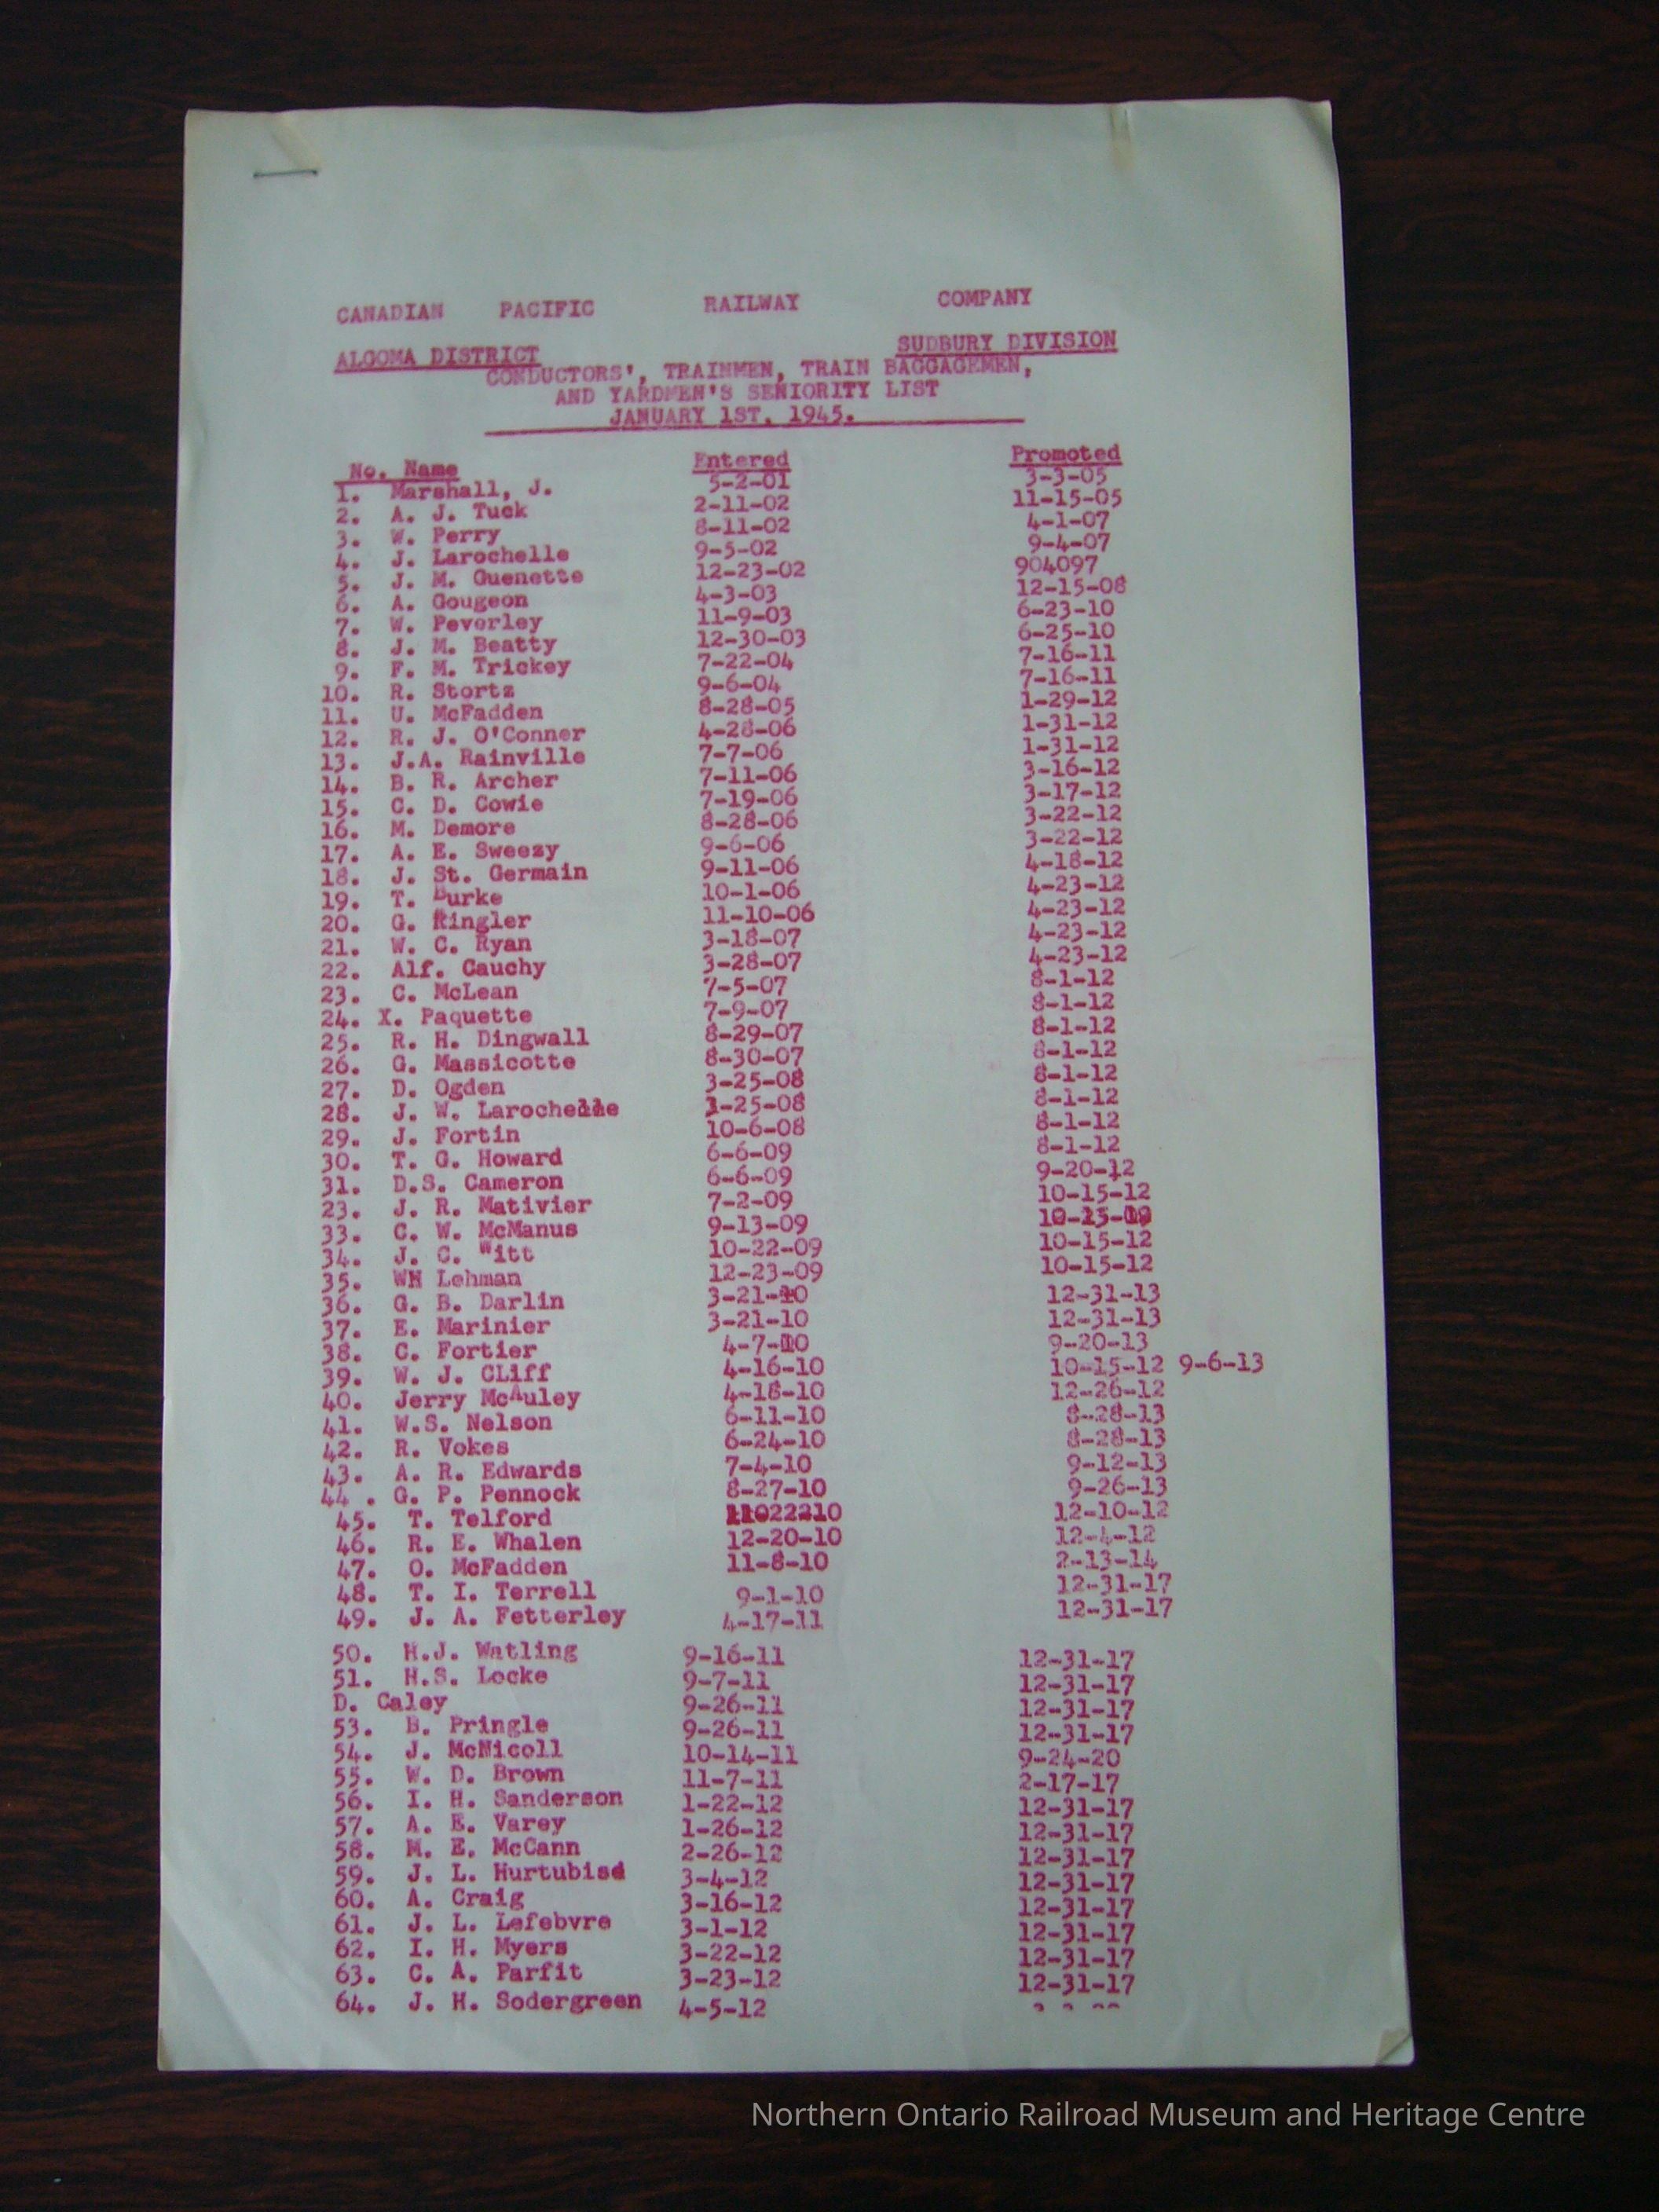 CANADIAN PACIFIC RAILWAY COMPANY
ALGOMA DISTRICT SUDBURY DIVISION
CONDUCTORS', TRAINMEN, TRAIN BAGGAGEMEN,
AND YARDMEN'S SENIORITY LIST
JANUARY 1ST, 1945.
No. Name Entered Promoted
1. Marshall, J. 5-2-01 3-3-05
2. A. J. Tuck 2-11-02 11-15-05
3. W. Perry 8-11-02 4-1-07
4. J. Larochelle 9-5-02 9-4-07
5. J. M. Guenette 12-23-02 904097
6. A. Gougeon 4-3-03 12-15-08
7. W. Peverley 11-9-03 6-23-10
8. J. M. Beatty 12-30-03 6-25-10
9. F. M. Trickey 7-22-04 7-16-11
10. R. Stortz 9-6-04 7-16-11
11. U. McFadden 8-28-05 1-29-12
12. R. J. O'Conner 4-28-06 1-31-12
13. J.A. Rainville 7-7-06 1-31-12
14. B. R. Archer 7-11-06 3-16-12
15. C. D. Cowie 7-19-06 3-17-12
16. M. Demore 8-28-06 3-22-12
17. A. E. Sweezy 9-6-06 3-22-12
18. J. St. Germain 9-11-06 4-18-12
19. T. Burke 10-1-06 4-23-12
20. G. Ringler 11-10-06 4-23-12
21. W. C. Ryan 3-18-07 4-23-12
22. Alf. Cauchy 3-28-07 4-23-12
23. C. McLean 7-5-07 8-1-12
24. X. Paquette 7-9-07 8-1-12
25. R. H. Dingwall 8-29-07 8-1-12
26. G. Massicotte 8-30-07 8-1-12
27. D. Ogden 3-25-08 8-1-12
28. J. W. Larochelle 1-25-08 8-1-12
29. J. Fortin 10-6-08 8-1-12
30. T. G. Howard 6-6-09 8-1-12
31. D.S. Cameron 6-6-09 9-20-12
23. J. R. Mativier 7-2-09 10-15-12
33. C. W. McManus 9-13-09
34. J. C. Witt 10-22-09 10-15-12
35. WH Lehman 12-23-09 10-15-12
36. G. B. Darlin 3-21-10 12-31-13
37. E. Marinier 3-21-10 12-31-13
38. C. Fortier 4-7-10 9-20-13
39. W. J. CLiff 4-16-10 10-15-12 9-6-13
40. Jerry McAuley 4-18-10 12-26-12
41. W.S. Nelson 6-11-10 8-28-13
42. R. Vokes 6-24-10 8-28-13
43. A. R. Edwards 7-4-10 9-12-13
44 . G. P. Pennock 8-27-10 9-26-13
45. T. Telford 11022210 12-10-12
46. R. E. Whalen 12-20-10 12-4-12
47. O. McFadden 11-8-10 2-13-14
48. T. I. Terrell 9-1-10 12-31-17
49. J. A. Fetterley 4-17-11 12-31-17
50. H.J. Watling 9-16-11 12-31-17
51. H.S. Locke 9-7-11 12-31-17
D. Caley 9-26-11 12-31-17
53. B. Pringle 9-26-11 12-31-17
54. J. McNicoll 10-14-11 9-24-20
55. W. D. Brown 11-7-11 2-17-17
56. I. H. Sanderson 1-22-12 12-31-17
57. A. E. Varey 1-26-12 12-31-17
58. M. E. McCann 2-26-12 12-31-17
59. J. L. Hurtubise 3-4-12 12-31-17
60. A. Craig 3-16-12 12-31-17
61. J. L. Lefebvre 3-1-12 12-31-17
62. I. H. Myers 3-22-12 12-31-17
63. C. A. Parfit 3-23-12 12-31-17
64. J. H. Sodergreen 4-5-12
Northern Ontario Railroad Museum and Heritage Centre